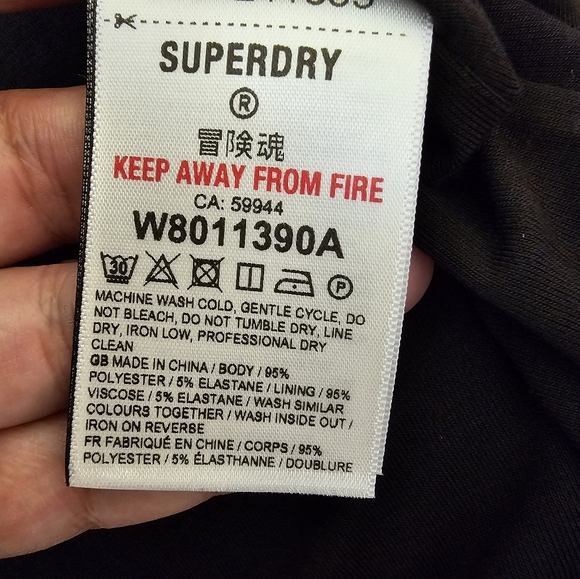 SUPERDRY
®
冒険魂
KEEP AWAY FROM FIRE
CA: 59944
W8011390A
30
P
MACHINE WASH COLD, GENTLE CYCLE, DO
NOT BLEACH, DO NOT TUMBLE DRY, LINE
DRY, IRON LOW, PROFESSIONAL DRY
CLEAN
GB MADE IN CHINA / BODY / 95%
POLYESTER / 5% ELASTANE / LINING / 95%
VISCOSE / 5% ELASTANE / WASH SIMILAR
COLOURS TOGETHER / WASH INSIDE OUT /
IRON ON REVERSE
FR FABRIQUÉ EN CHINE / CORPS / 95%
POLYESTER / 5% ÉLASTHANNE / DOUBLURE